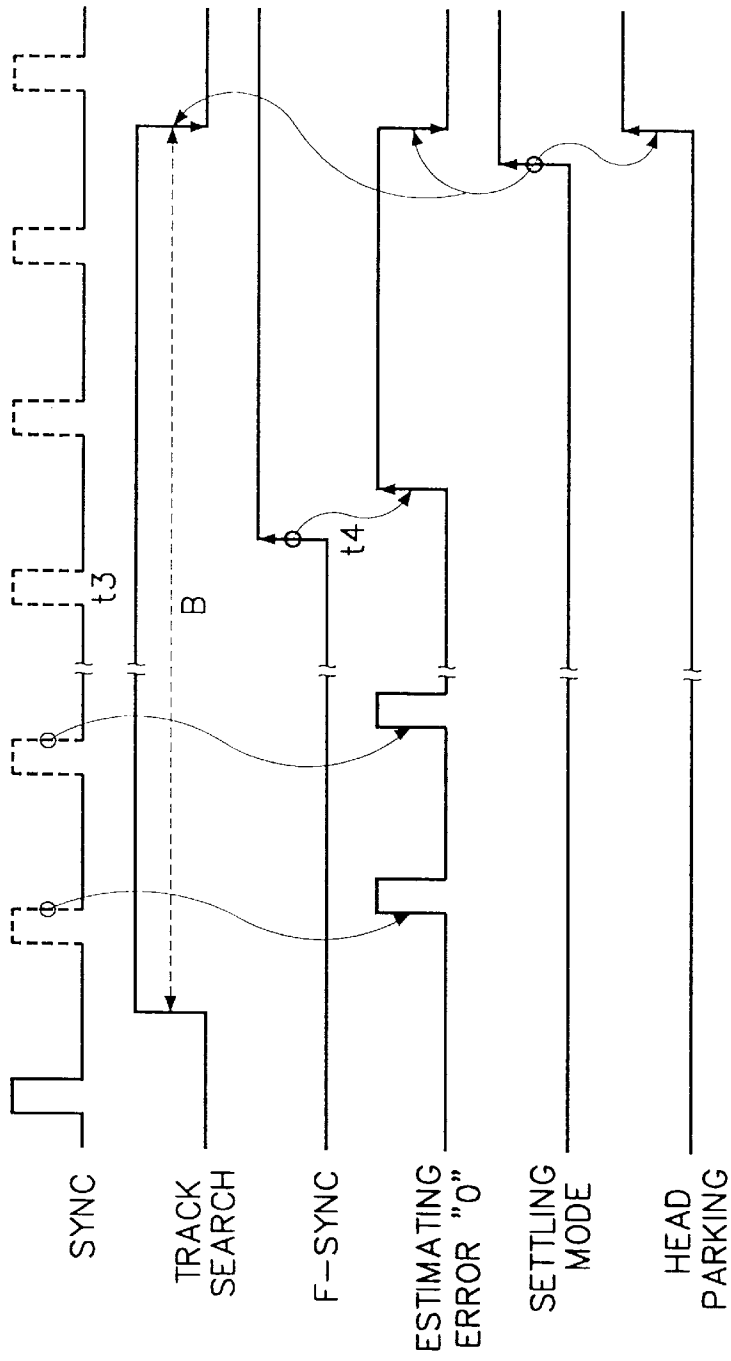 SYNC
t3
TRACK
SEARCH
B
F-SYNC
t4
ESTIMATING
ERROR "0"
SETTLING
MODE
HEAD
PARKING